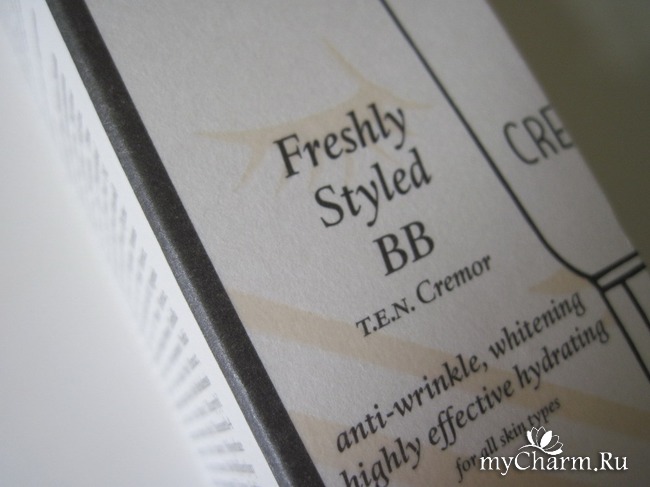 Freshly
Styled
BB
T.E.N. Cremor
anti-wrinkle, whitening
highly effective hydrating
for all skin types
CRE
myCharm.Ru